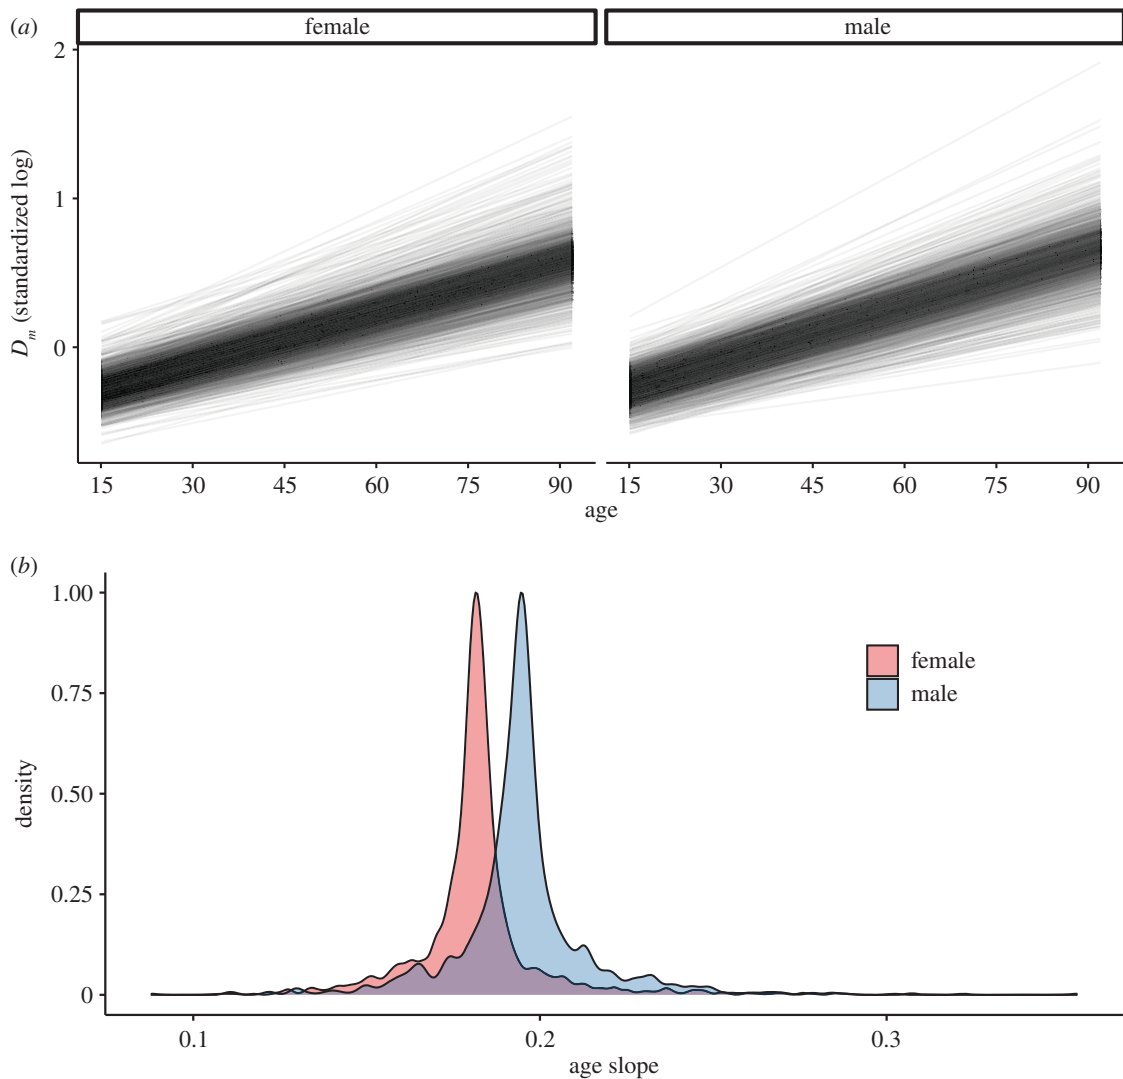 (a)
female male
2
1
0
D_m (standardized log)
15 30 45 60 75 90 15 30 45 60 75 90
age
(b)
1.00
0.75
0.50
0.25
0
density
female
male
0.1 0.2 0.3
age slope